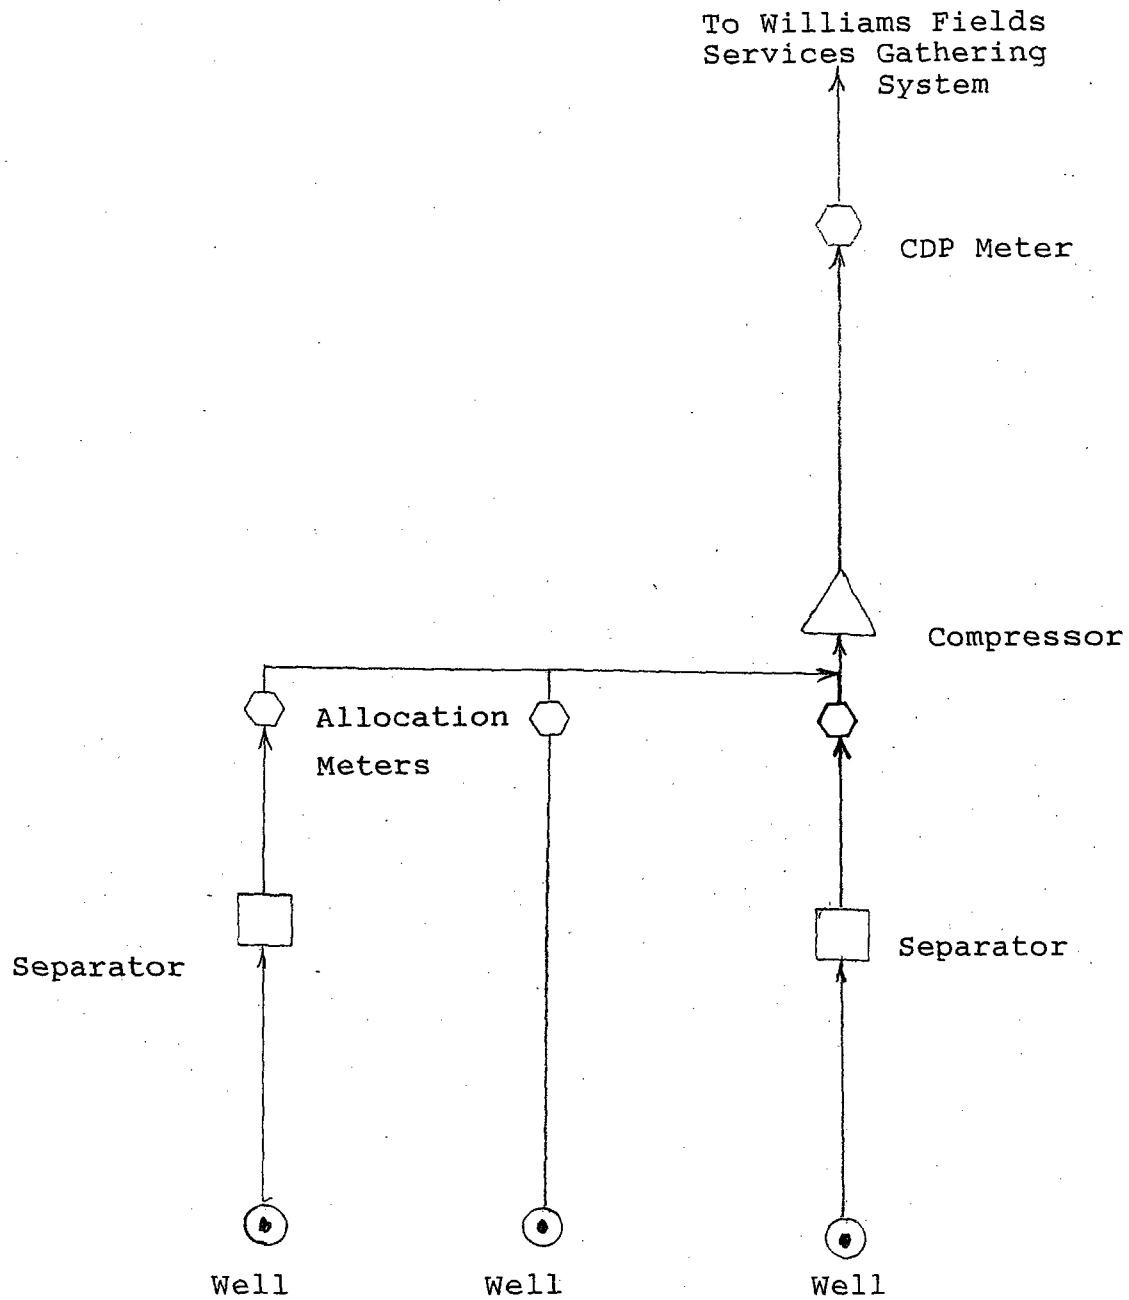 To Williams Fields
Services Gathering
System
CDP Meter
Compressor
Allocation
Meters
Separator
Separator
Well
Well
Well